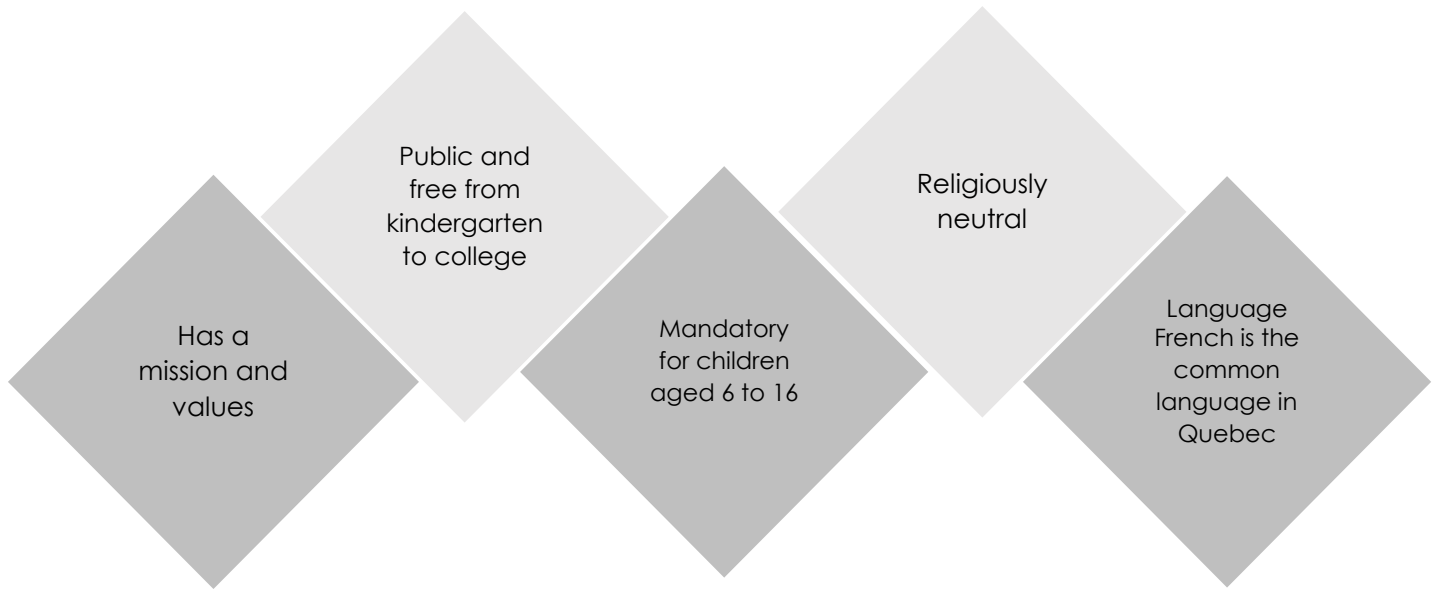 Has a
mission and
values
Public and
free from
kindergarten
to college
Mandatory
for children
aged 6 to 16
Religiously
neutral
Language
French is the
common
language in
Quebec